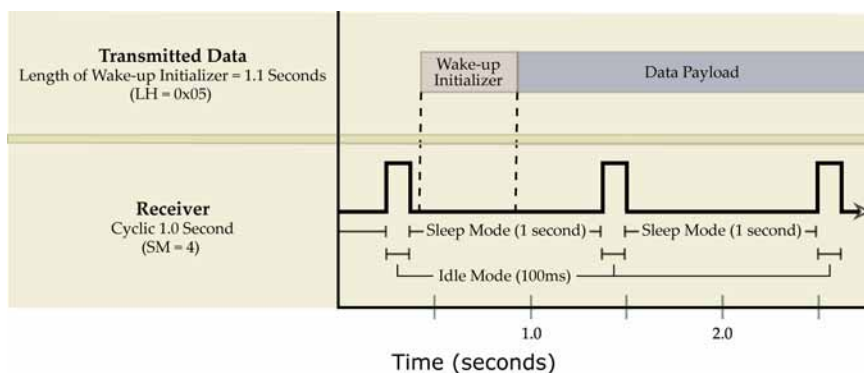 Transmitted Data
Length of Wake-up Initializer = 1.1 Seconds
(LH = 0x05)
Wake-up
Initializer
Data Payload
Receiver
Cyclic 1.0 Second
(SM = 4)
Sleep Mode (1 second)
Sleep Mode (1 second)
Idle Mode (100ms)
1.0
2.0
Time (seconds)